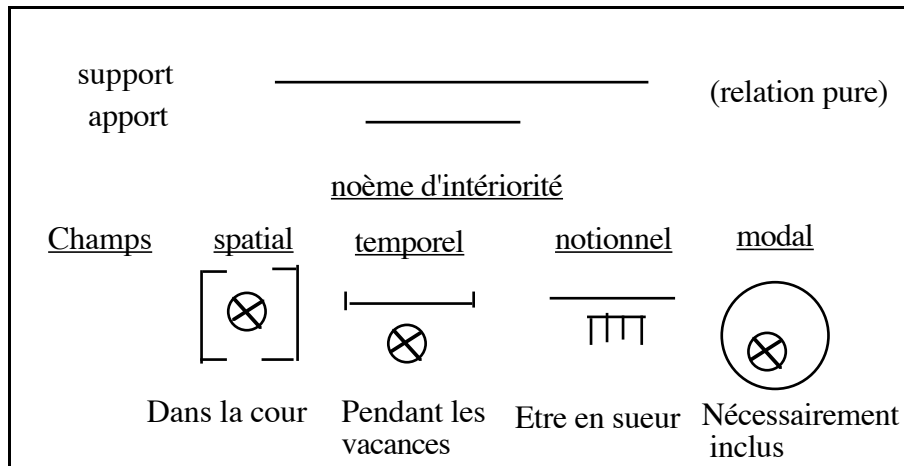 support
(relation pure)
apport
noème d'intériorité
Champs spatial temporel notionnel modal
Dans la cour Pendant les vacances Etre en sueur Nécessairement inclus